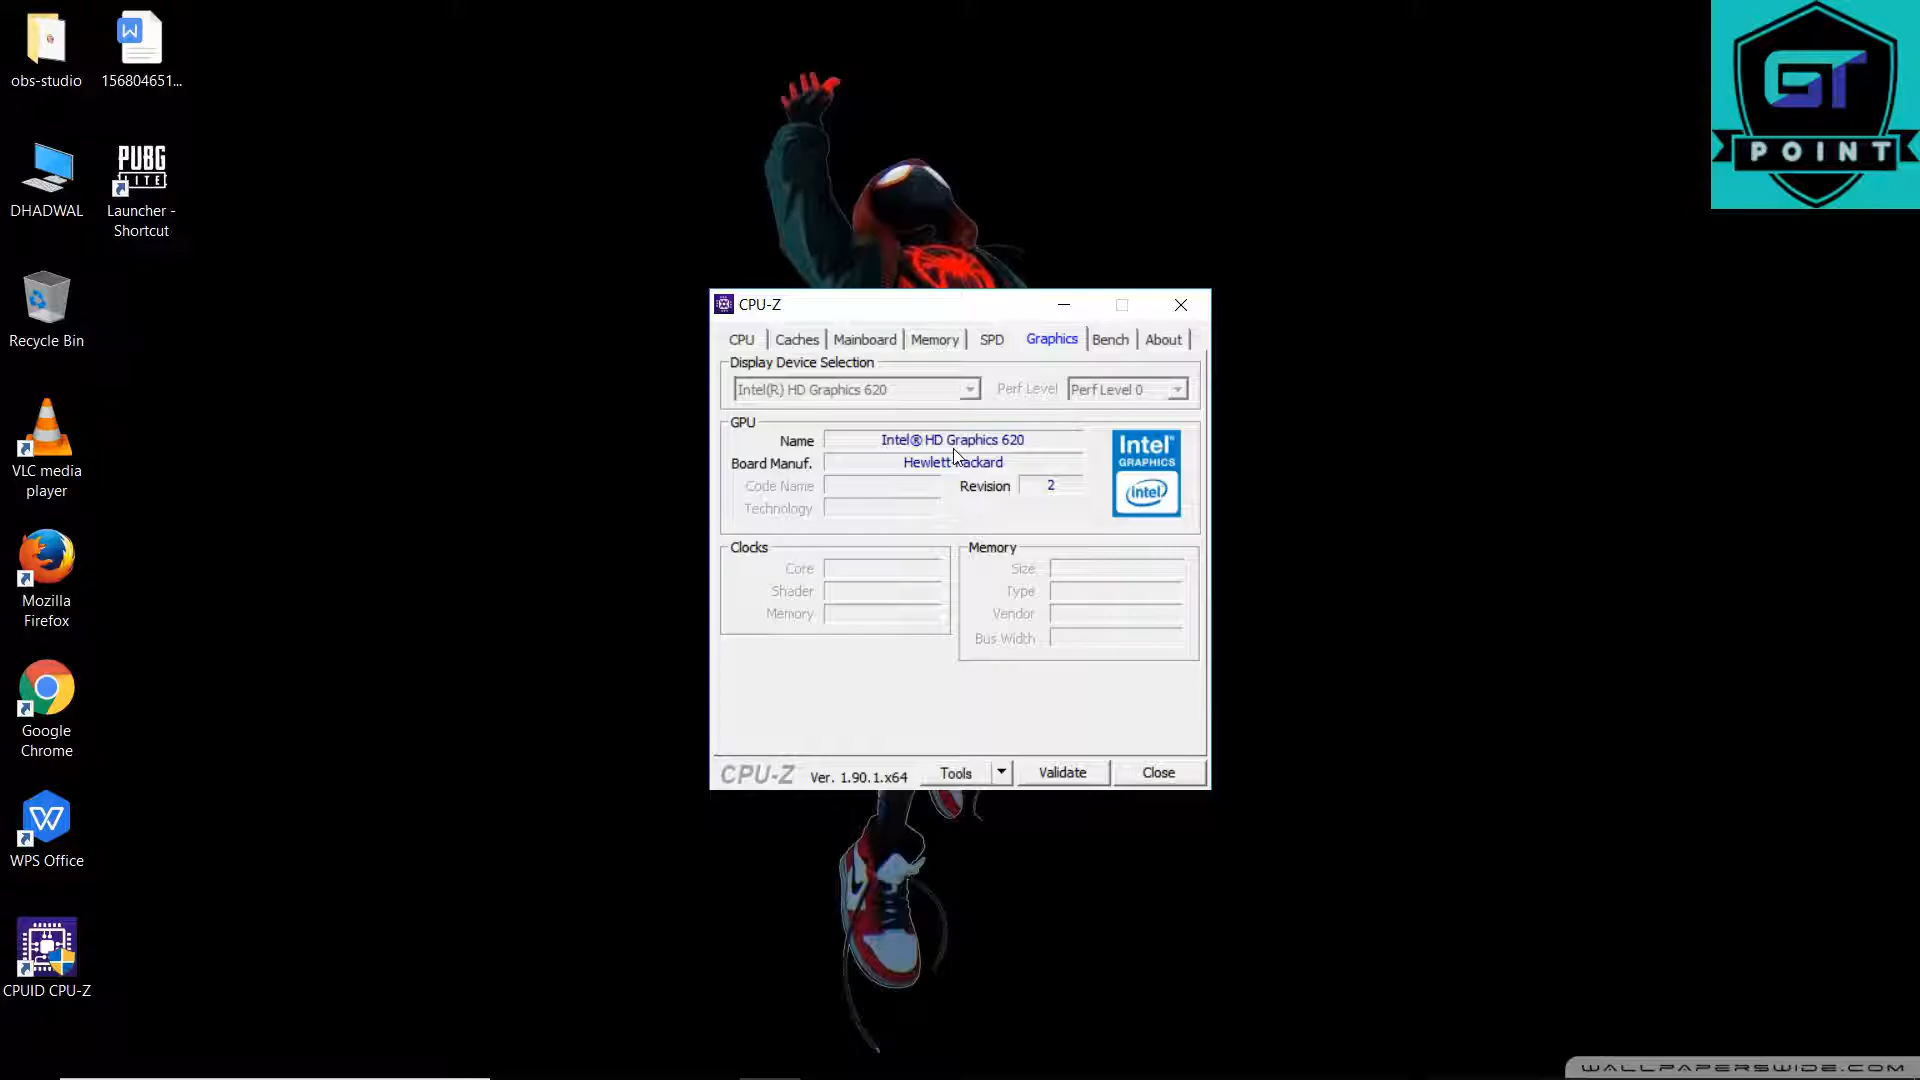 obs-studio
156804651...
DHADWAL
PUBG
LITE
Launcher -
Shortcut
Recycle Bin
VLC media
player
Mozilla
Firefox
Google
Chrome
WPS Office
CPUID CPU-Z
GT
POINT
CPU-Z
CPU Caches Mainboard Memory SPD Graphics Bench About
Display Device Selection
Intel(R) HD Graphics 620 Perf Level Perf Level 0
GPU
Name Intel® HD Graphics 620
Board Manuf. Hewlett-Packard
Code Name Revision 2
Technology
Intel®
GRAPHICS
intel
Clocks
Core
Shader
Memory
Memory
Size
Type
Vendor
Bus Width
CPU-Z Ver. 1.90.1.x64 Tools Validate Close
WALLPAPERSWIDE.COM